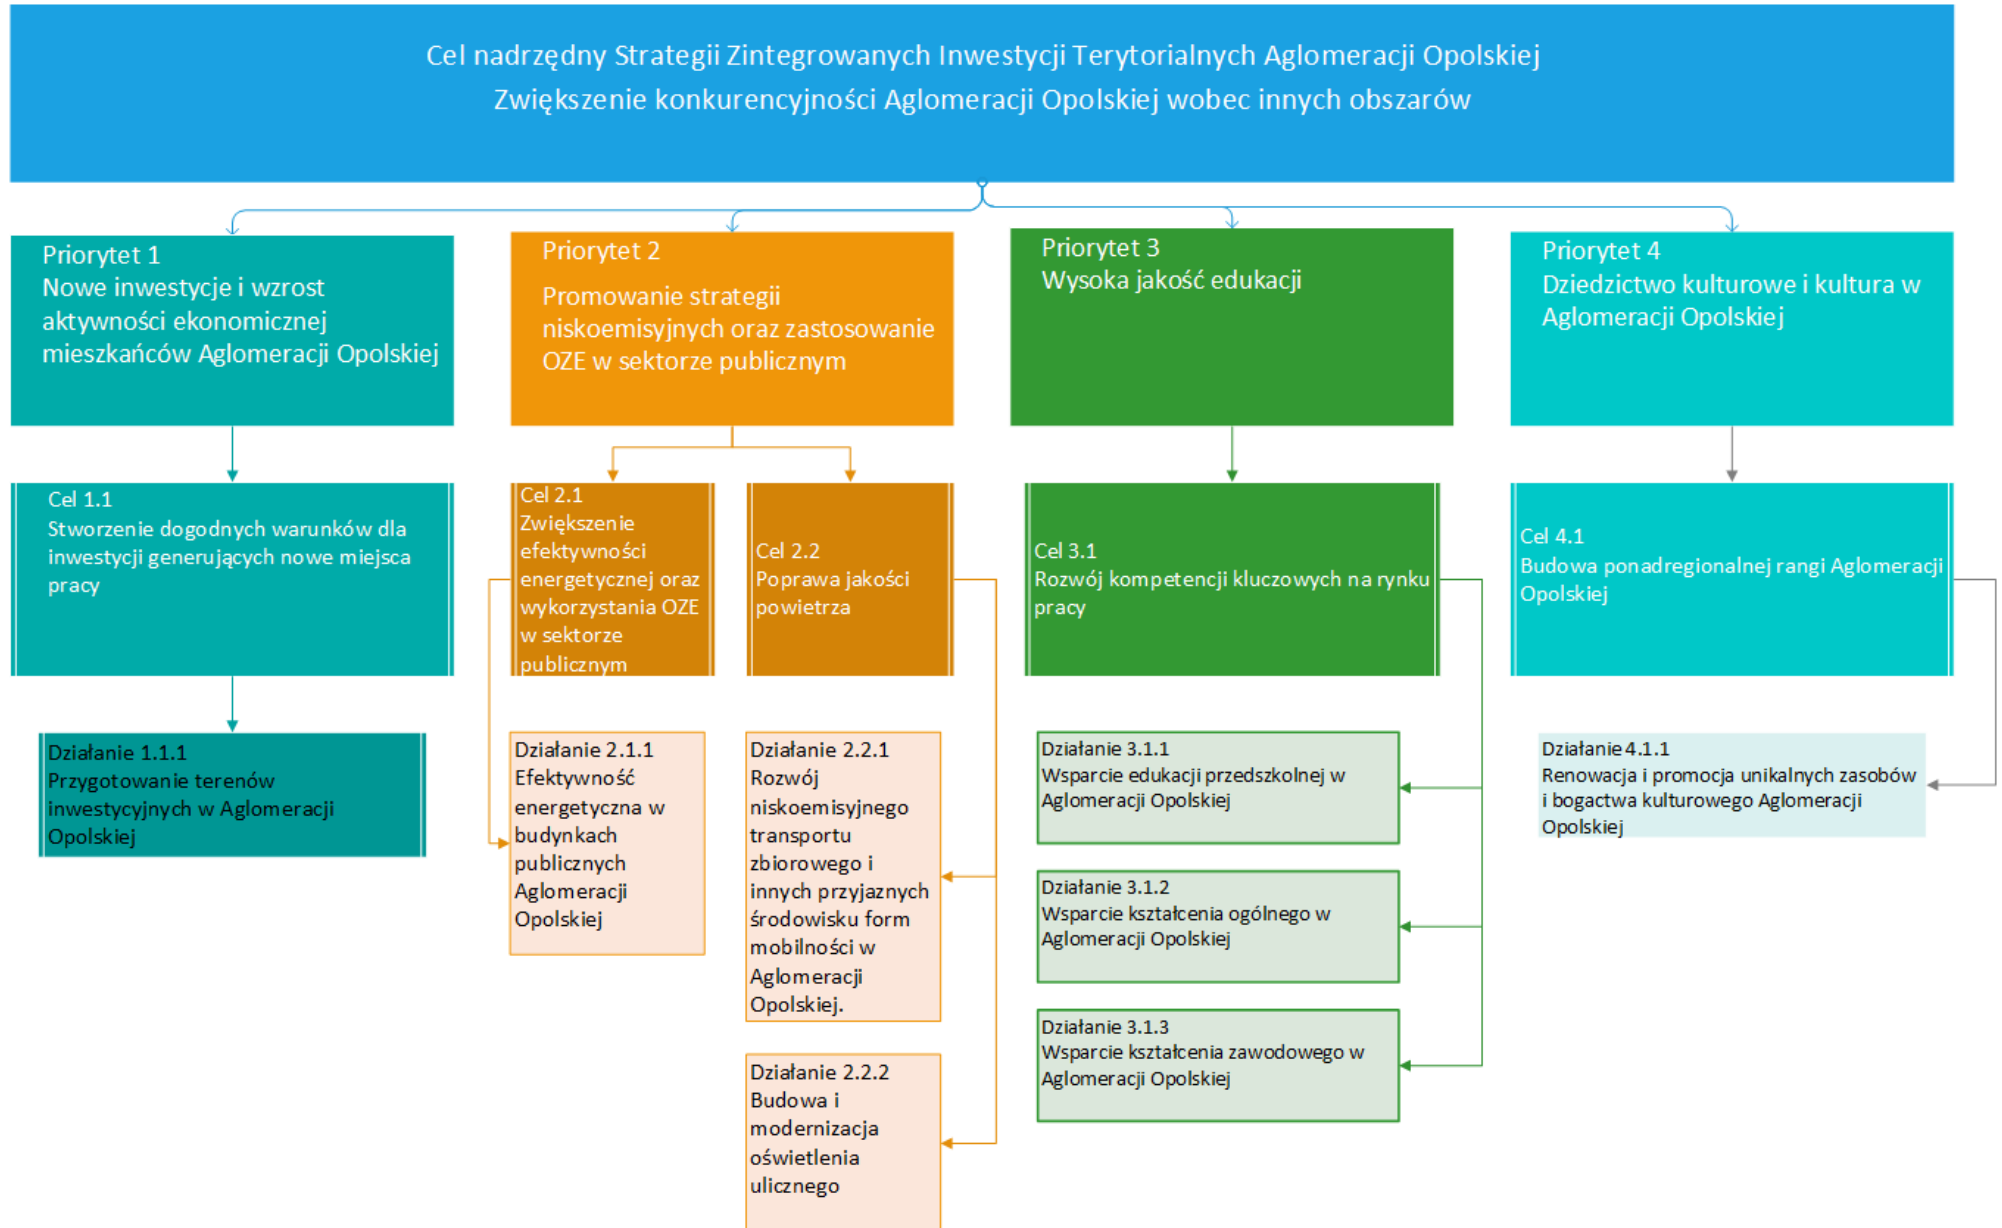 Cel nadrzędny Strategii Zintegrowanych Inwestycji Terytorialnych Aglomeracji Opolskiej
Zwiększenie konkurencyjności Aglomeracji Opolskiej wobec innych obszarów
Priorytet 1
Nowe inwestycje i wzrost
aktywności ekonomicznej
mieszkańców Aglomeracji Opolskiej
Priorytet 2
Promowanie strategii
niskoemisyjnych oraz zastosowanie
OZE w sektorze publicznym
Priorytet 3
Wysoka jakość edukacji
Priorytet 4
Dziedzictwo kulturowe i kultura w
Aglomeracji Opolskiej
Cel 1.1
Stworzenie dogodnych warunków dla
inwestycji generujących nowe miejsca
pracy
Cel 2.1
Zwiększenie
efektywności
energetycznej oraz
wykorzystania OZE
w sektorze
publicznym
Cel 2.2
Poprawa jakości
powietrza
Cel 3.1
Rozwój kompetencji kluczowych na rynku
pracy
Cel 4.1
Budowa ponadregionalnej rangi Aglomeracji
Opolskiej
Działanie 1.1.1
Przygotowanie terenów
inwestycyjnych w Aglomeracji
Opolskiej
Działanie 2.1.1
Efektywność
energetyczna w
budynkach
publicznych
Aglomeracji
Opolskiej
Działanie 2.2.1
Rozwój
niskoemisyjnego
transportu
zbiorowego i
innych przyjaznych
środowisku form
mobilności w
Aglomeracji
Opolskiej.
Działanie 2.2.2
Budowa i
modernizacja
oświetlenia
ulicznego
Działanie 3.1.1
Wsparcie edukacji przedszkolnej w
Aglomeracji Opolskiej
Działanie 3.1.2
Wsparcie kształcenia ogólnego w
Aglomeracji Opolskiej
Działanie 3.1.3
Wsparcie kształcenia zawodowego w
Aglomeracji Opolskiej
Działanie 4.1.1
Renowacja i promocja unikalnych zasobów
i bogactwa kulturowego Aglomeracji
Opolskiej